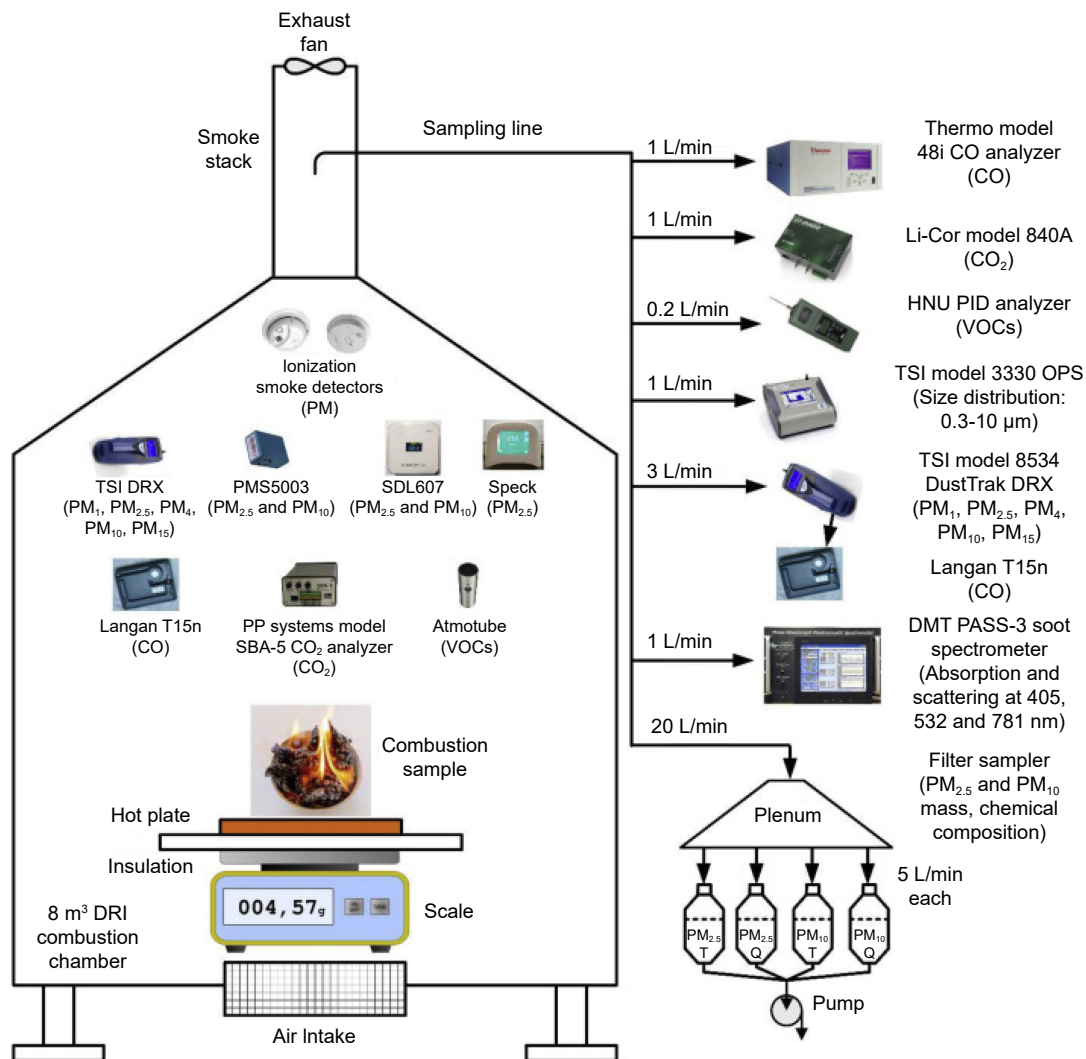 Exhaust
fan
Smoke
stack
Sampling line
1 L/min
Thermo model
48i CO analyzer
(CO)
1 L/min
Li-Cor model 840A
(CO₂)
0.2 L/min
HNU PID analyzer
(VOCs)
1 L/min
TSI model 3330 OPS
(Size distribution:
0.3-10 μm)
3 L/min
TSI model 8534
DustTrak DRX
(PM₁, PM₂.₅, PM₄,
PM₁₀, PM₁₅)
Langan T15n
(CO)
1 L/min
DMT PASS-3 soot
spectrometer
(Absorption and
scattering at 405,
532 and 781 nm)
20 L/min
Filter sampler
(PM₂.₅ and PM₁₀
mass, chemical
composition)
Plenum
5 L/min
each
PM₂.₅
T
PM₂.₅
Q
PM₁₀
T
PM₁₀
Q
Pump
Ionization
smoke detectors
(PM)
TSI DRX
(PM₁, PM₂.₅, PM₄,
PM₁₀, PM₁₅)
PMS5003
(PM₂.₅ and PM₁₀)
SDL607
(PM₂.₅ and PM₁₀)
Speck
(PM₂.₅)
Langan T15n
(CO)
PP systems model
SBA-5 CO₂ analyzer
(CO₂)
Atmotube
(VOCs)
Combustion
sample
Hot plate
Insulation
004,57g
Scale
8 m³ DRI
combustion
chamber
Air Intake